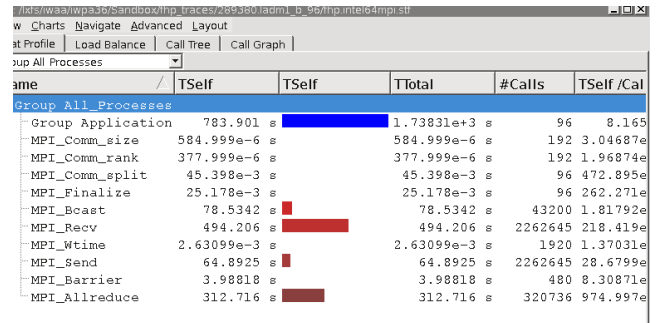 : /lxfs/iwaa/iwpa36/Sandbox/fhp_traces/289380.ladm1_b_96/fhp.intel64mpi.stf
w Charts Navigate Advanced Layout
at Profile Load Balance Call Tree Call Graph
oup All_Processes
ame TSelf TSelf TTotal #Calls TSelf /Cal
Group All_Processes
Group Application 783.901 s 1.73831e+3 s 96 8.165
MPI_Comm_size 584.999e-6 s 584.999e-6 s 192 3.04687e
MPI_Comm_rank 377.999e-6 s 377.999e-6 s 192 1.96874e
MPI_Comm_split 45.398e-3 s 45.398e-3 s 96 472.895e
MPI_Finalize 25.178e-3 s 25.178e-3 s 96 262.271e
MPI_Bcast 78.5342 s 78.5342 s 43200 1.81792e
MPI_Recv 494.206 s 494.206 s 2262645 218.419e
MPI_Wtime 2.63099e-3 s 2.63099e-3 s 1920 1.37031e
MPI_Send 64.8925 s 64.8925 s 2262645 28.6799e
MPI_Barrier 3.98818 s 3.98818 s 480 8.30871e
MPI_Allreduce 312.716 s 312.716 s 320736 974.997e